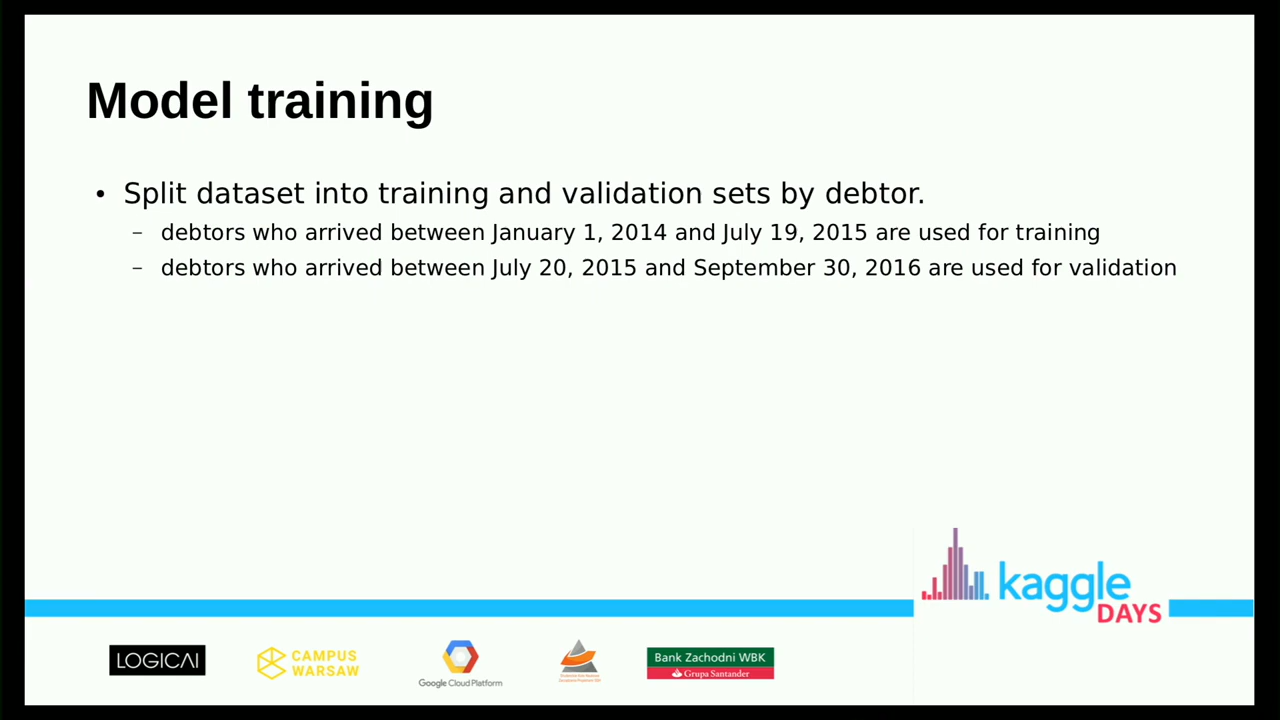 Model training
• Split dataset into training and validation sets by debtor.
– debtors who arrived between January 1, 2014 and July 19, 2015 are used for training
– debtors who arrived between July 20, 2015 and September 30, 2016 are used for validation
kaggle
DAYS
LOGICAI
CAMPUS
WARSAW
Google Cloud Platform
Bank Zachodni WBK
Grupa Santander